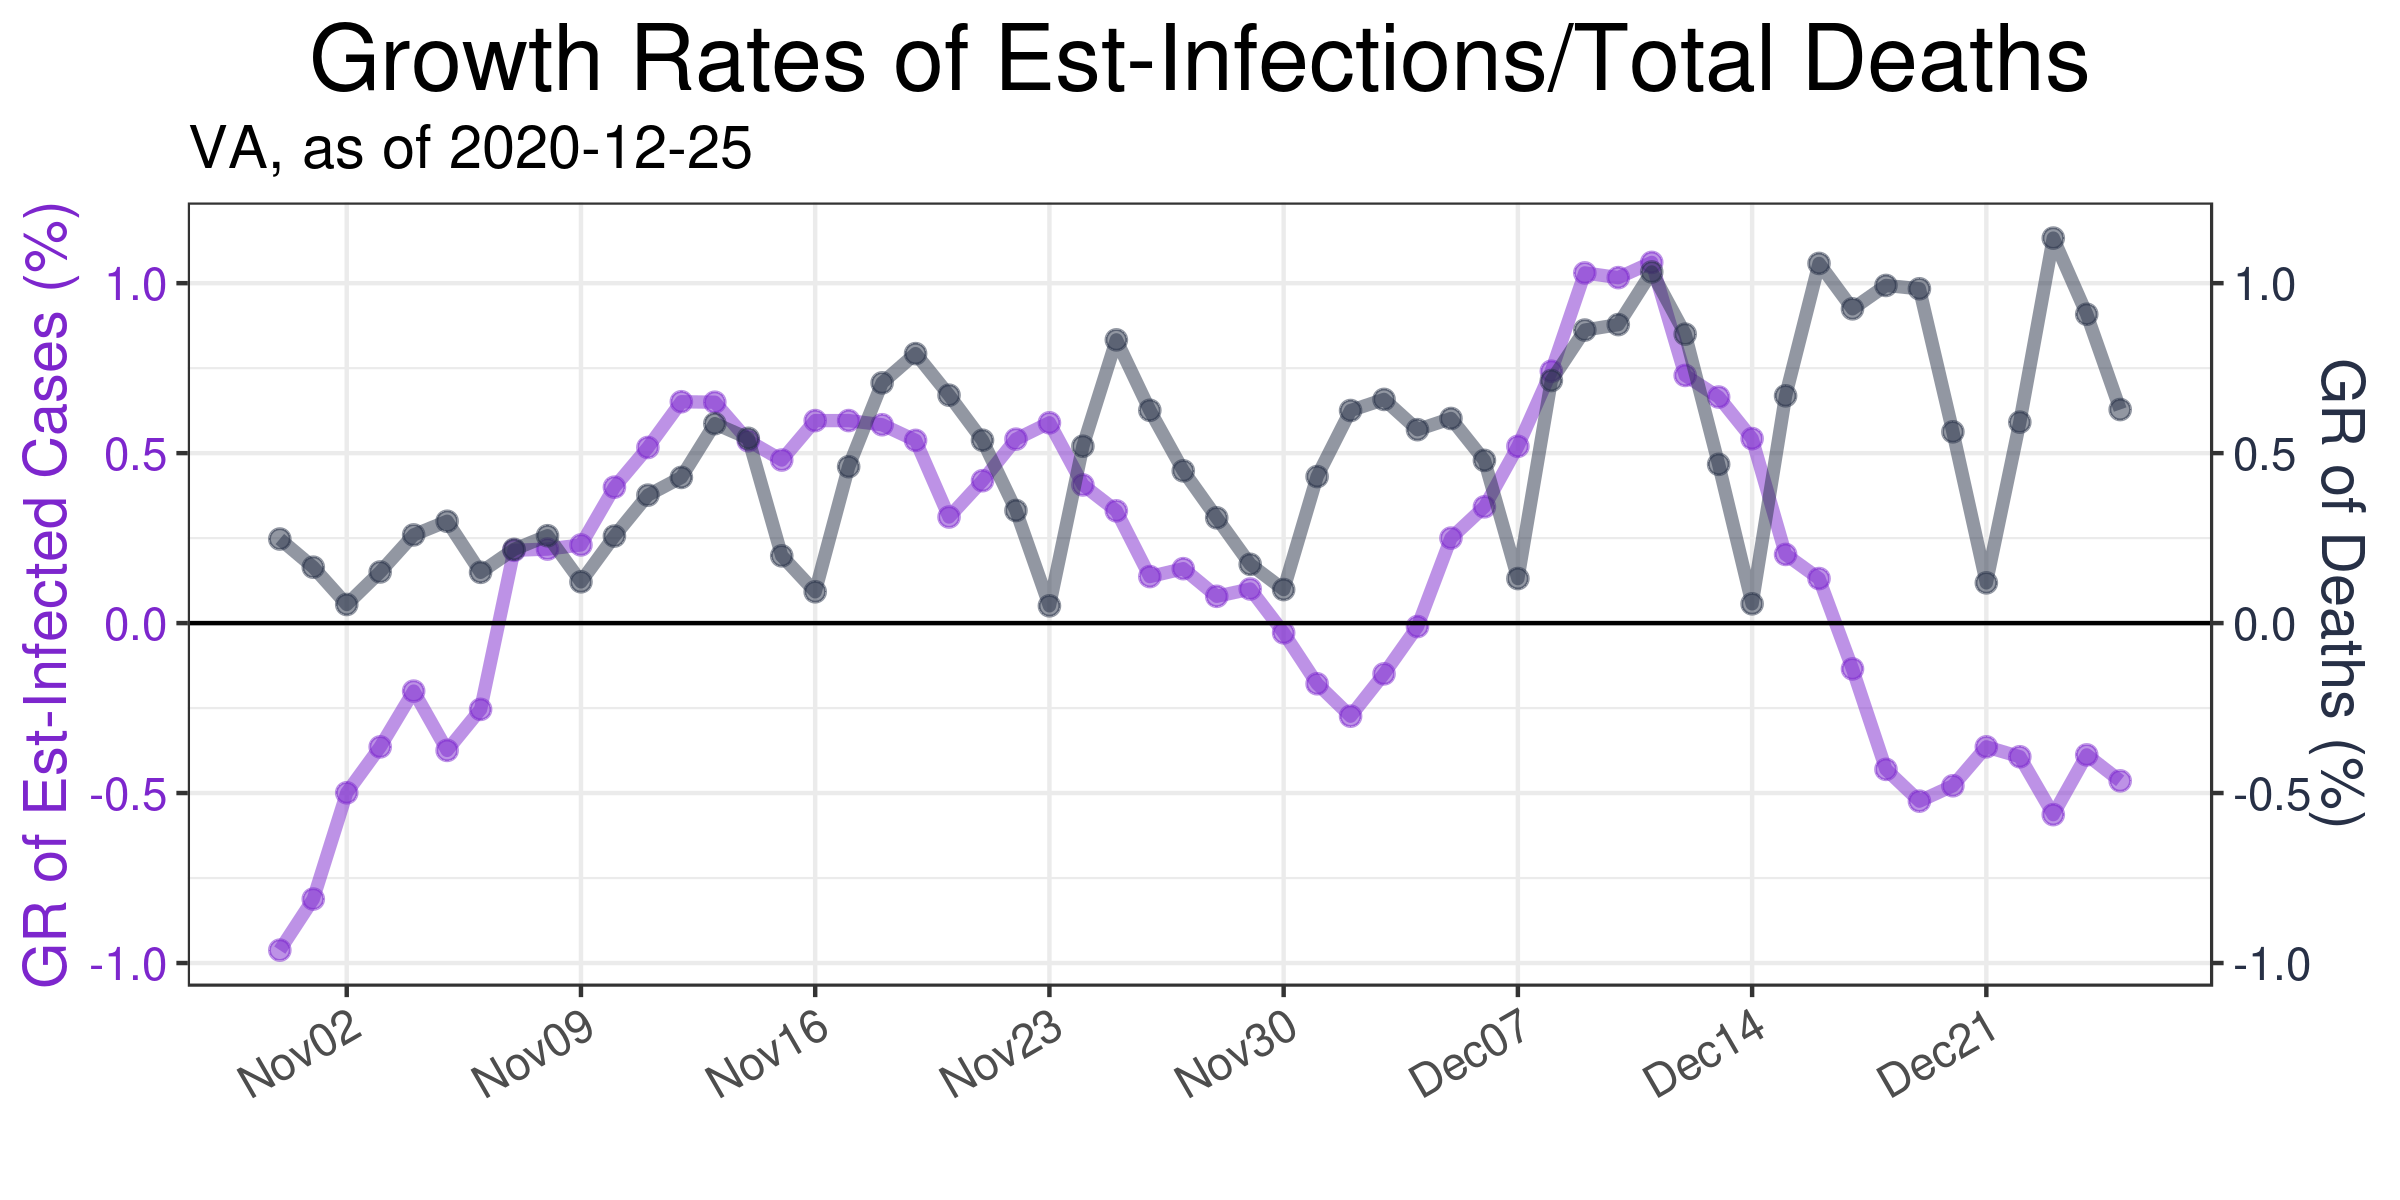 Growth Rates of Est-Infections/Total Deaths
VA, as of 2020-12-25
GR of Est-Infected Cases (%)
1.0
0.5
0.0
-0.5
-1.0
1.0
0.5
0.0
-0.5
-1.0
GR of Deaths (%)
Nov02
Nov09
Nov16
Nov23
Nov30
Dec07
Dec14
Dec21